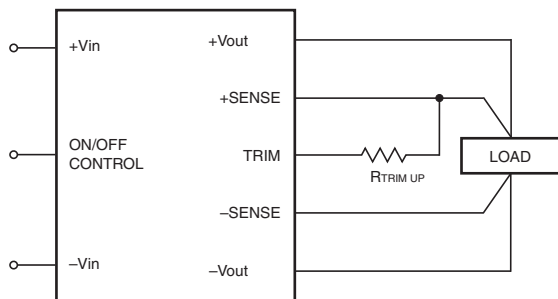 +Vin
+Vout
+SENSE
ON/OFF
CONTROL
TRIM
RTRIM UP
LOAD
–SENSE
–Vin
–Vout